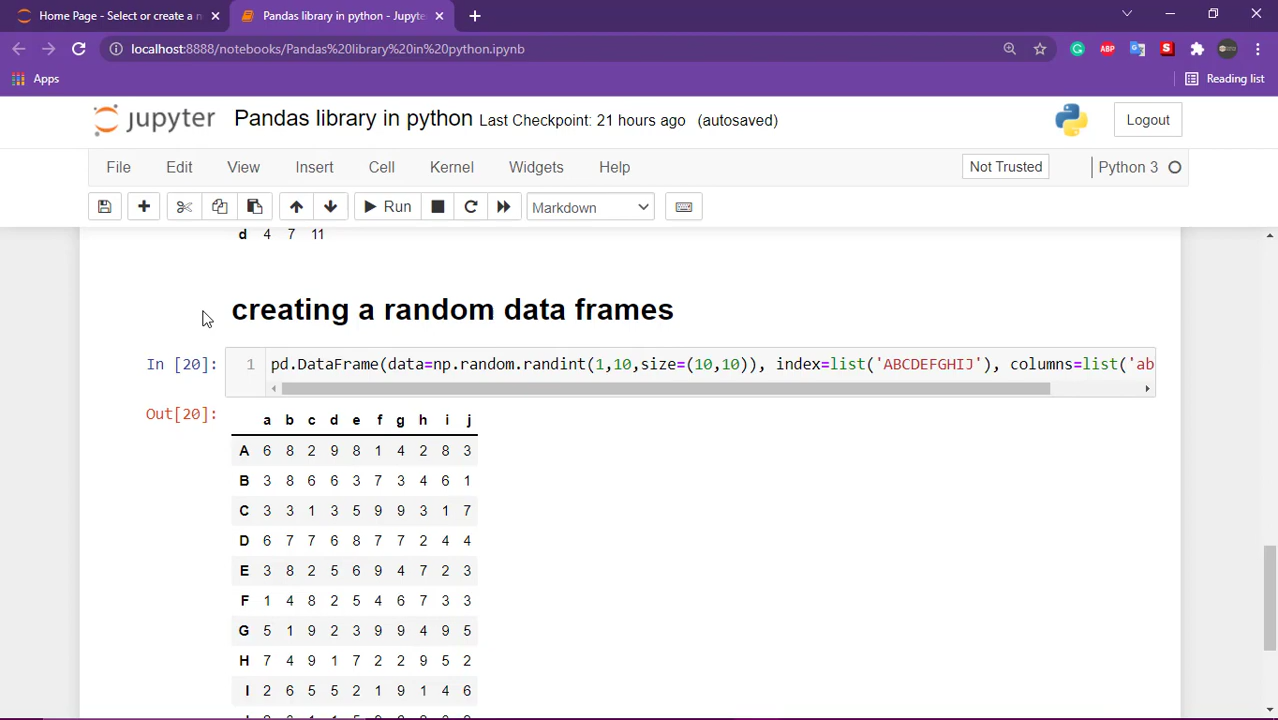 Home Page - Select or create a n
Pandas library in python - Jupyte
localhost:8888/notebooks/Pandas%20library%20in%20python.ipynb
ABP
S
Apps
Reading list
jupyter Pandas library in python Last Checkpoint: 21 hours ago (autosaved)
Logout
File Edit View Insert Cell Kernel Widgets Help
Not Trusted
Python 3
Run
Markdown
d 4 7 11
creating a random data frames
In [20]: 1 pd.DataFrame(data=np.random.randint(1,10,size=(10,10)), index=list('ABCDEFGHIJ'), columns=list('ab
Out[20]:
a b c d e f g h i j
A 6 8 2 9 8 1 4 2 8 3
B 3 8 6 6 3 7 3 4 6 1
C 3 3 1 3 5 9 9 3 1 7
D 6 7 7 6 8 7 7 2 4 4
E 3 8 2 5 6 9 4 7 2 3
F 1 4 8 2 5 4 6 7 3 3
G 5 1 9 2 3 9 9 4 9 5
H 7 4 9 1 7 2 2 9 5 2
I 2 6 5 5 2 1 9 1 4 6